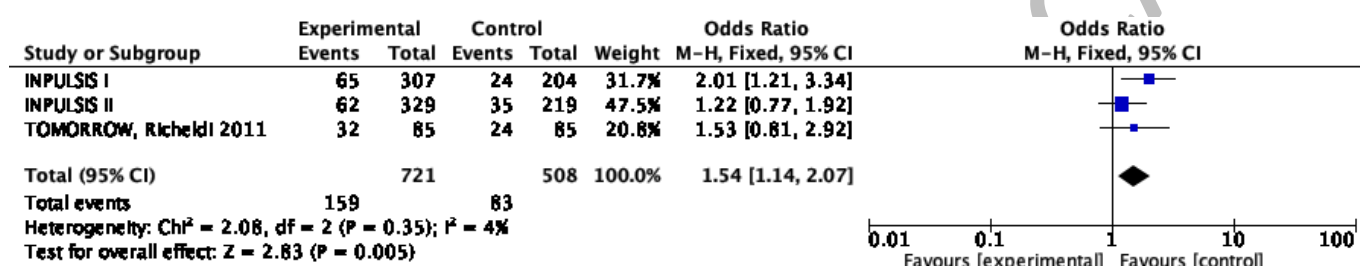 Experimental Control Odds Ratio Odds Ratio
Study or Subgroup Events Total Events Total Weight M-H, Fixed, 95% CI M-H, Fixed, 95% CI
INPULSIS I 65 307 24 204 31.7% 2.01 [1.21, 3.34]
INPULSIS II 62 329 35 219 47.5% 1.22 [0.77, 1.92]
TOMORROW, Richeldi 2011 32 85 24 85 20.8% 1.53 [0.81, 2.92]
Total (95% CI) 721 508 100.0% 1.54 [1.14, 2.07]
Total events 159 83
Heterogeneity: Chi² = 2.08, df = 2 (P = 0.35); I² = 4%
Test for overall effect: Z = 2.83 (P = 0.005)
0.01 0.1 1 10 100
Favours [experimental] Favours [control]